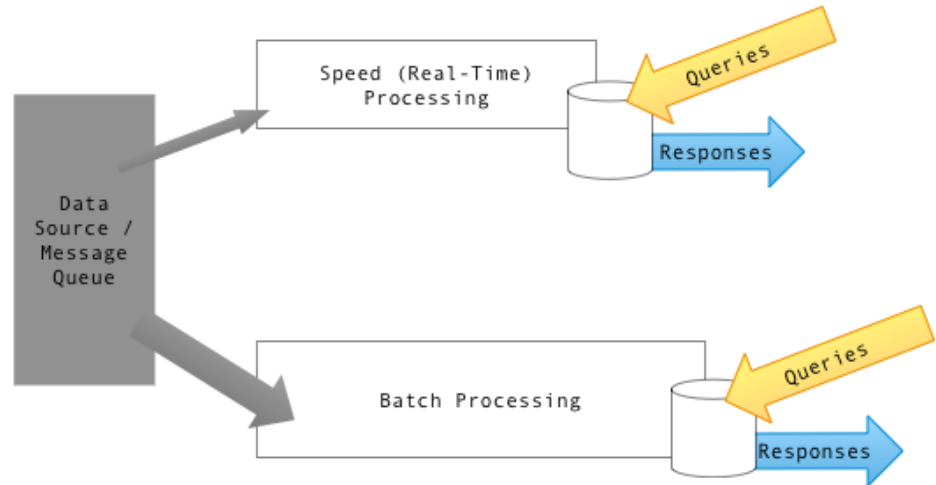 Speed (Real-Time)
Processing
Queries
Responses
Data
Source /
Message
Queue
Batch Processing
Queries
Responses